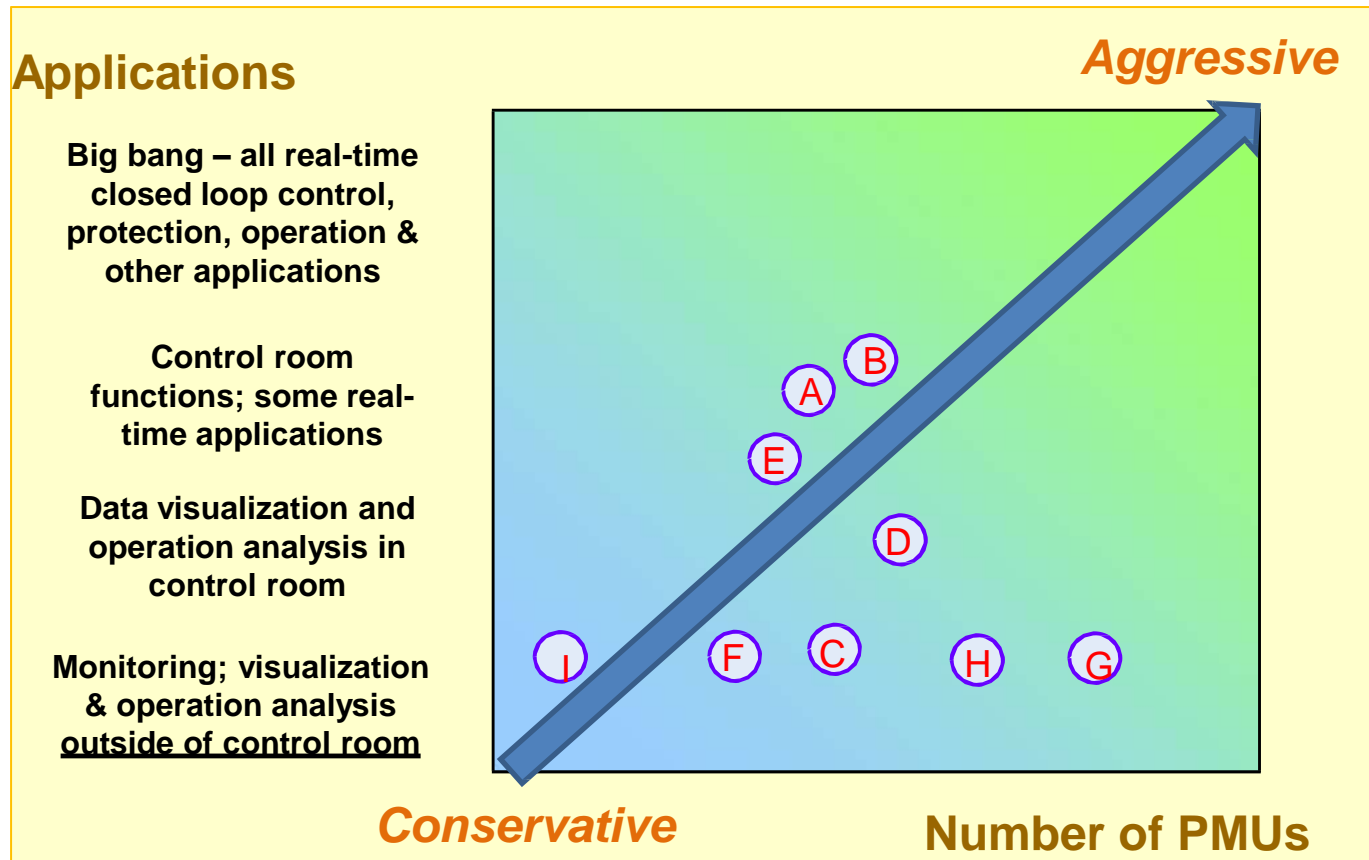 Applications
Aggressive
Big bang – all real-time
closed loop control,
protection, operation &
other applications
Control room
functions; some real-
time applications
Data visualization and
operation analysis in
control room
Monitoring; visualization
& operation analysis
outside of control room
B
A
E
D
I
F
C
H
G
Conservative
Number of PMUs